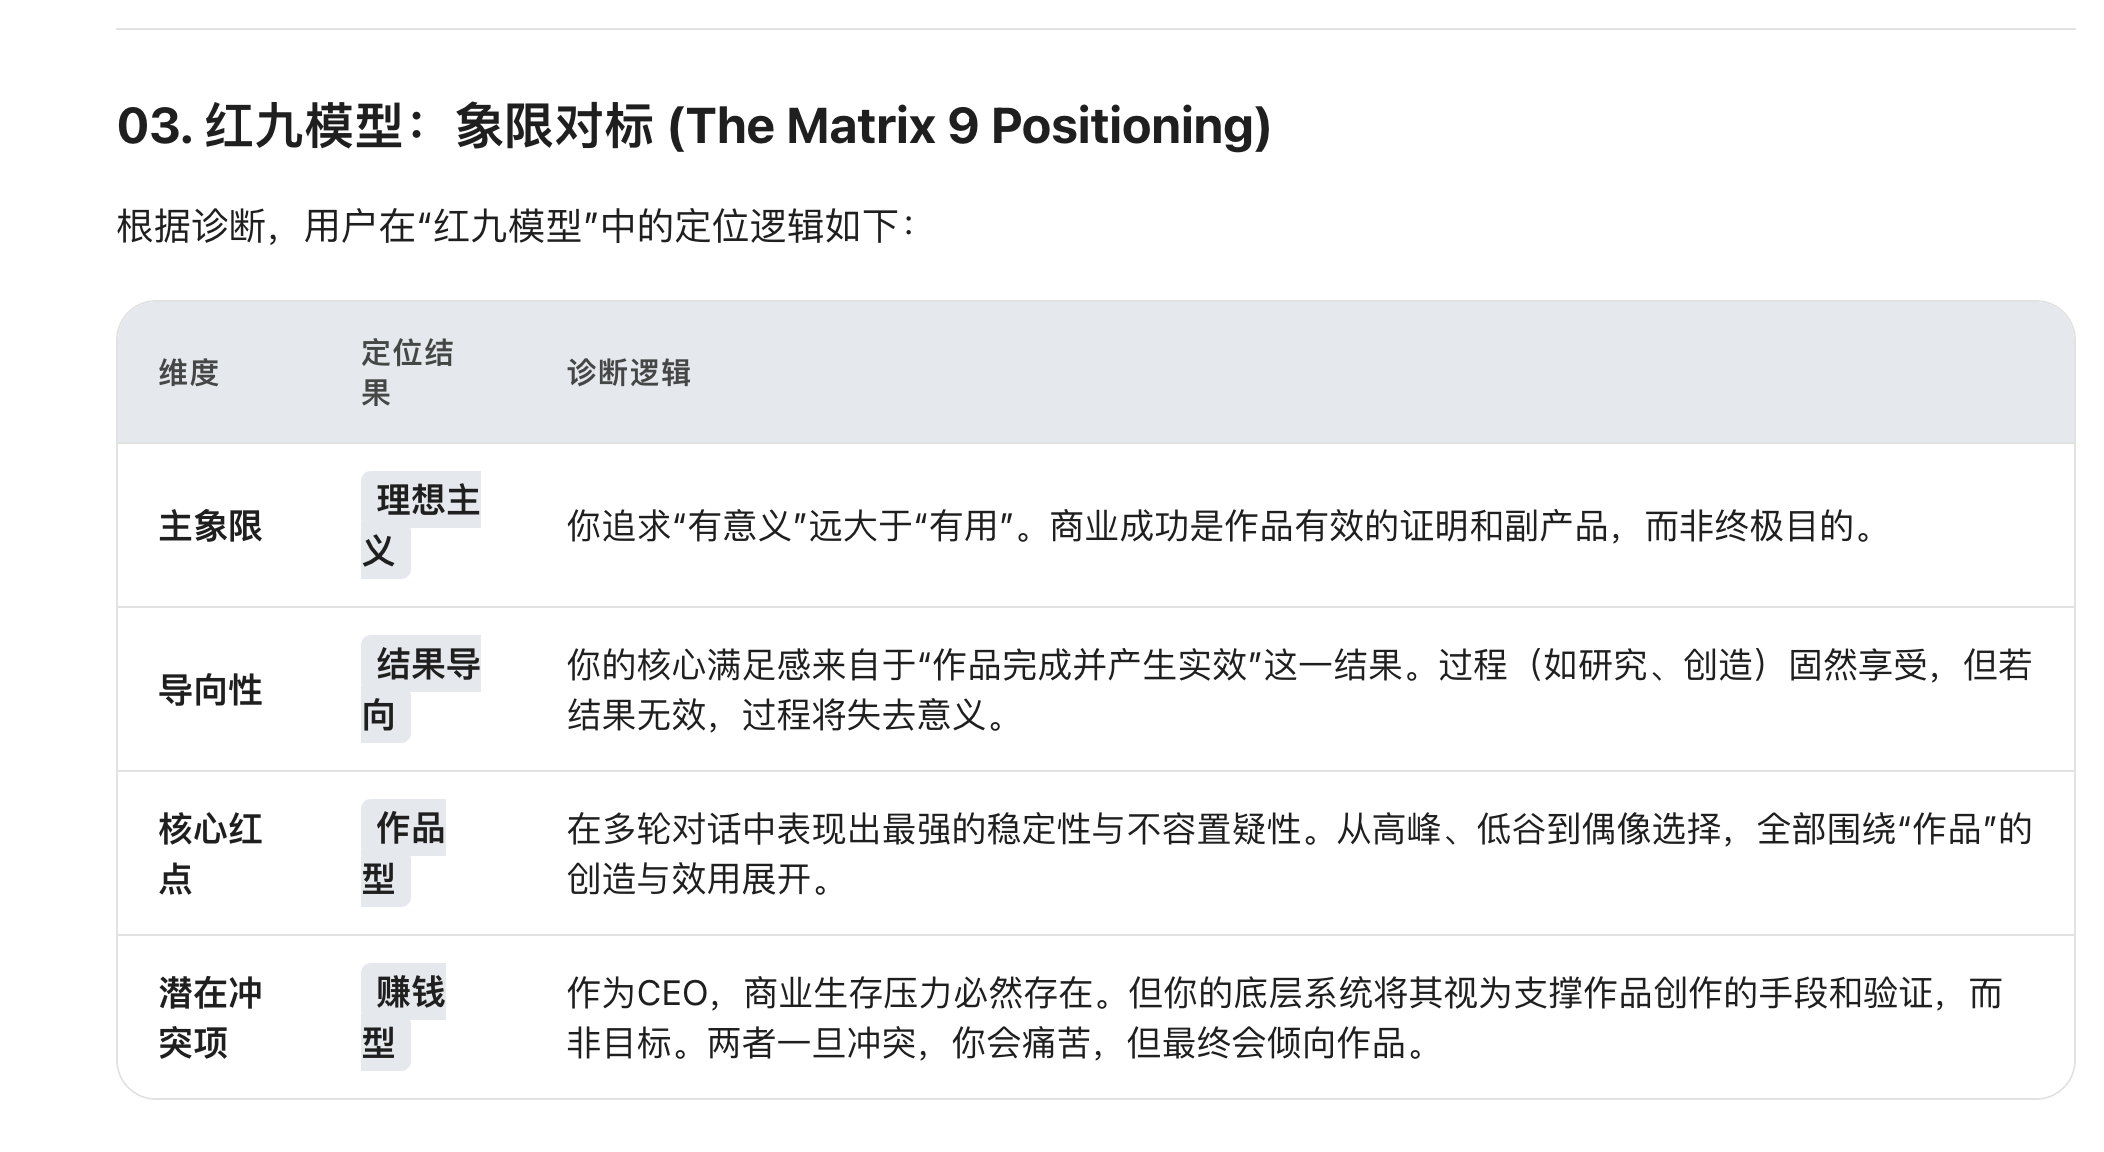 03. 红九模型：象限对标 (The Matrix 9 Positioning)
根据诊断，用户在“红九模型”中的定位逻辑如下：
维度
定位结
果
诊断逻辑
主象限
理想主
义
你追求“有意义”远大于“有用”。商业成功是作品有效的证明和副产品，而非终极目的。
导向性
结果导
向
你的核心满足感来自于“作品完成并产生实效”这一结果。过程（如研究、创造）固然享受，但若
结果无效，过程将失去意义。
核心红
点
作品
型
在多轮对话中表现出最强的稳定性与不容置疑性。从高峰、低谷到偶像选择，全部围绕“作品”的
创造与效用展开。
潜在冲
突项
赚钱
型
作为CEO，商业生存压力必然存在。但你的底层系统将其视为支撑作品创作的手段和验证，而
非目标。两者一旦冲突，你会痛苦，但最终会倾向作品。